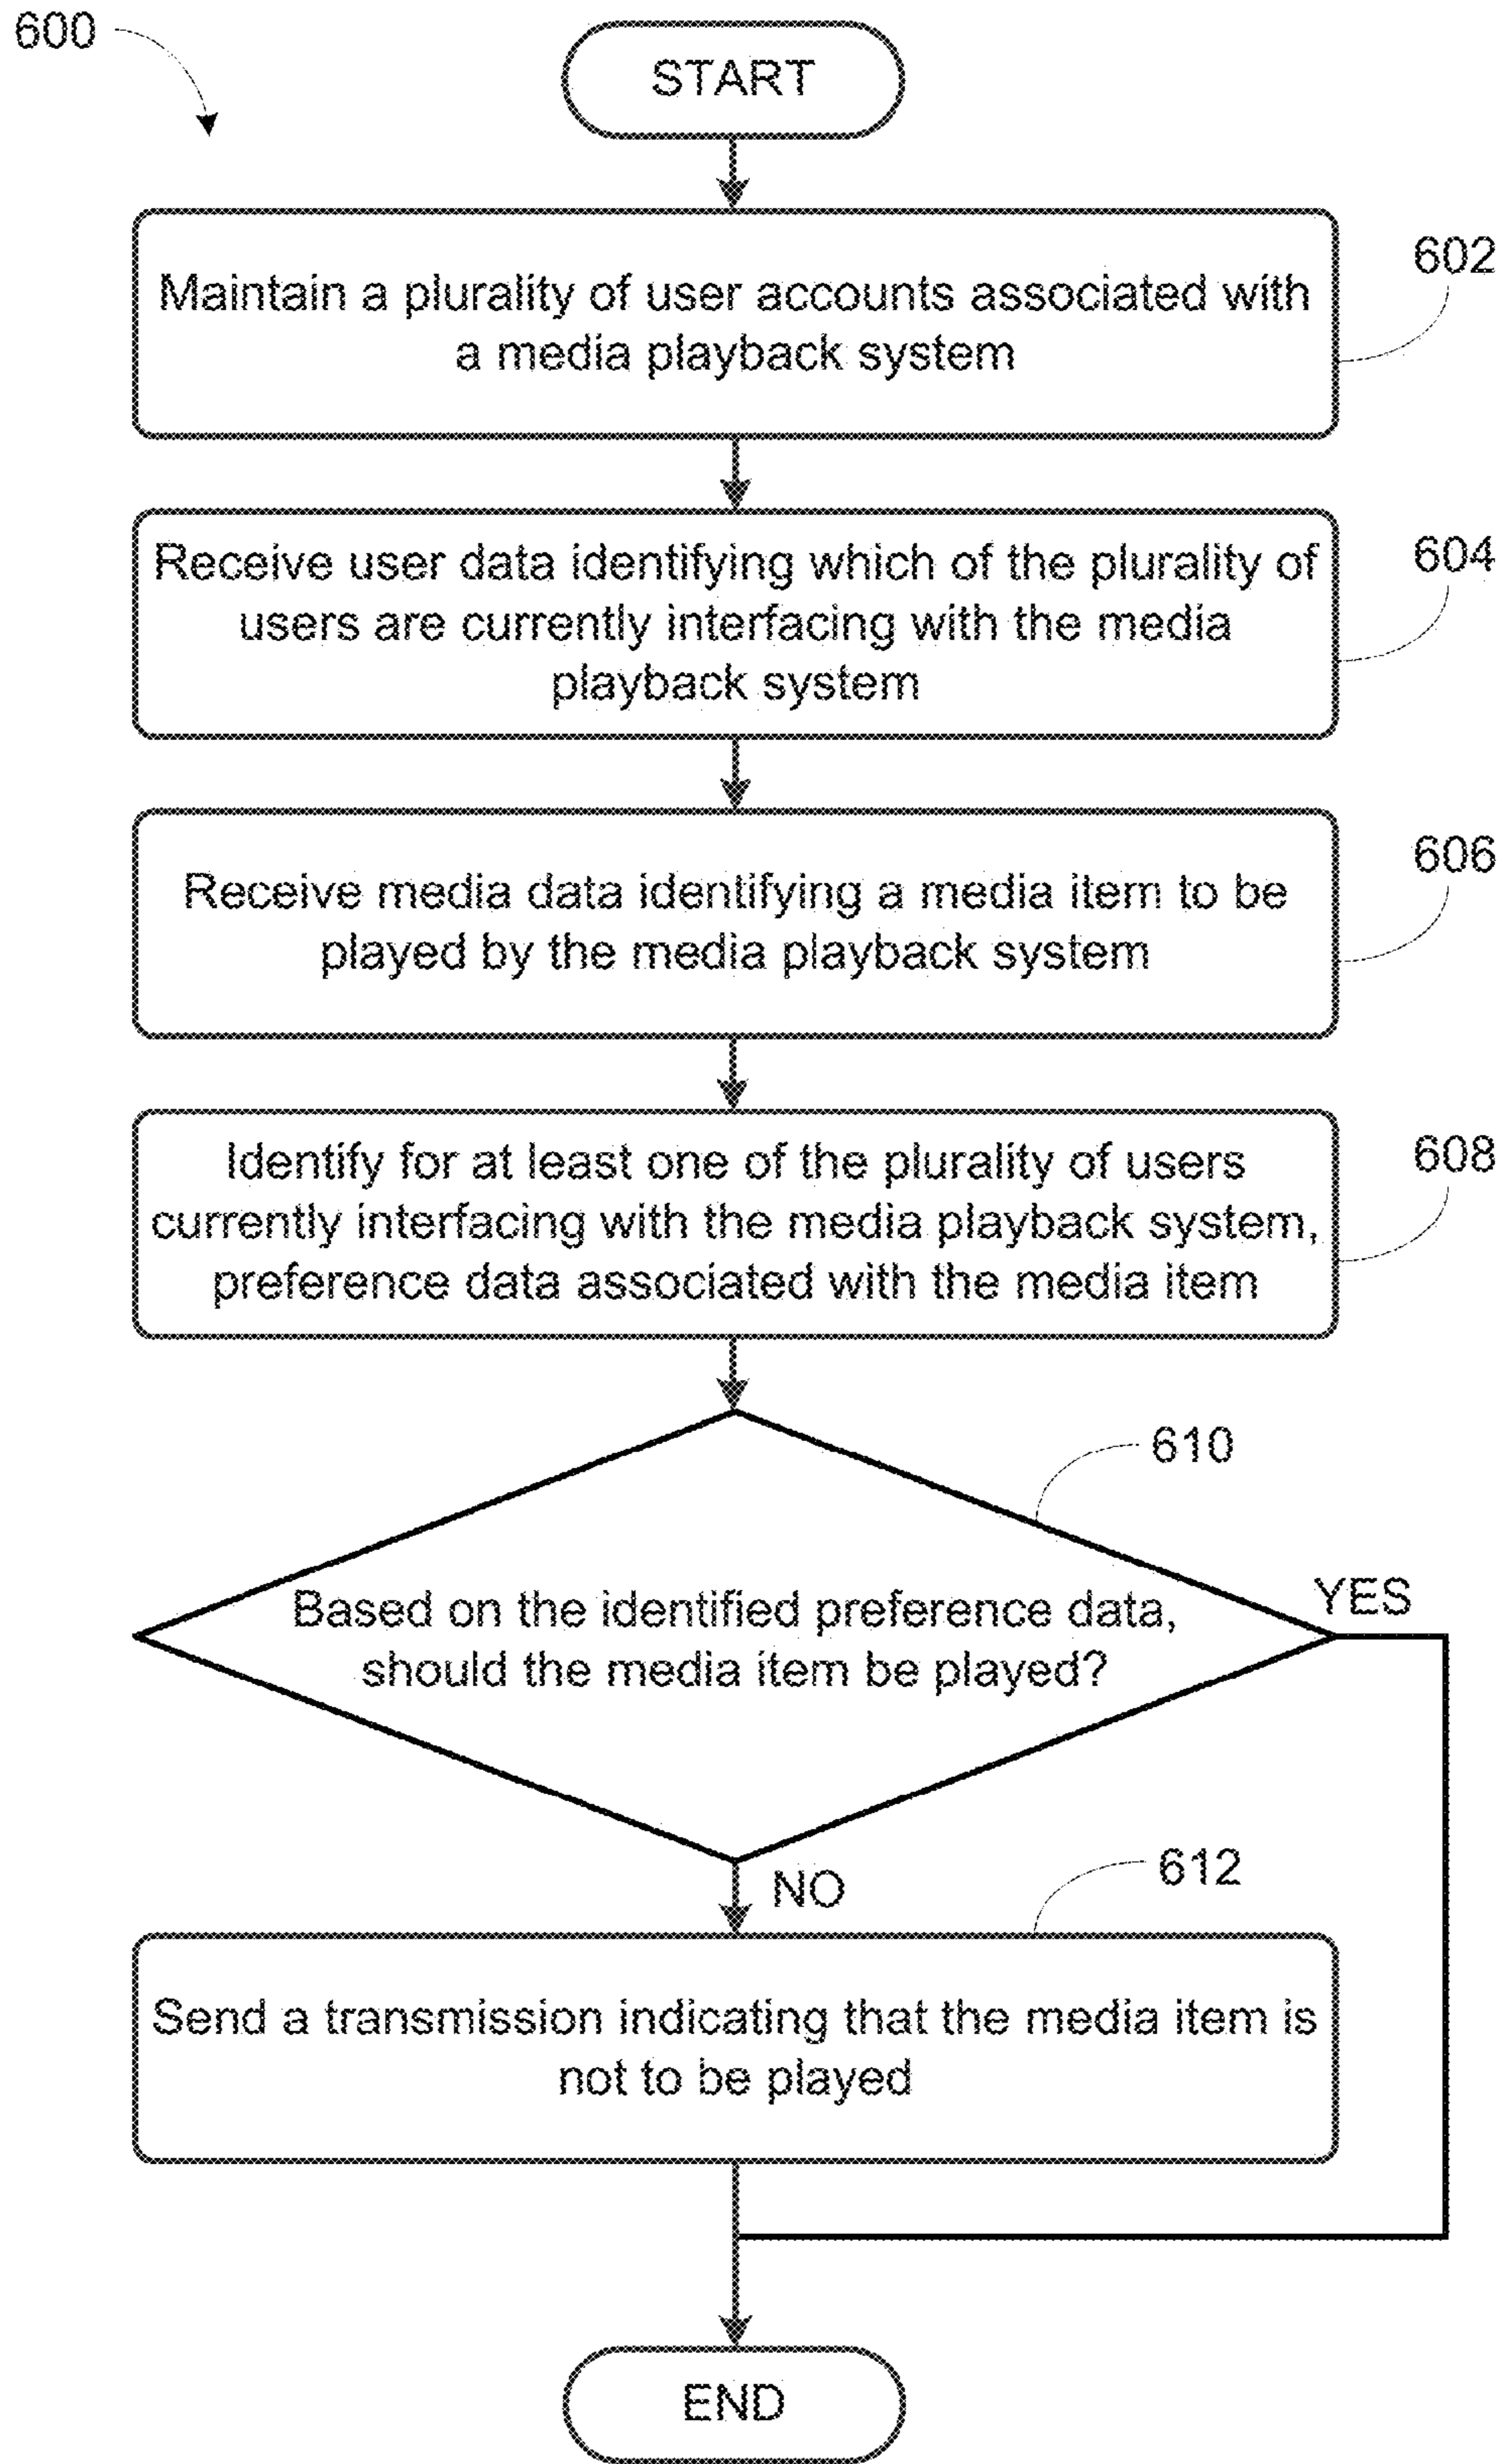 600
START
Maintain a plurality of user accounts associated with
a media playback system
602
Receive user data identifying which of the plurality of
users are currently interfacing with the media
playback system
604
Receive media data identifying a media item to be
played by the media playback system
606
Identify for at least one of the plurality of users
currently interfacing with the media playback system,
preference data associated with the media item
608
610
Based on the identified preference data,
should the media item be played?
YES
NO
612
Send a transmission indicating that the media item is
not to be played
END